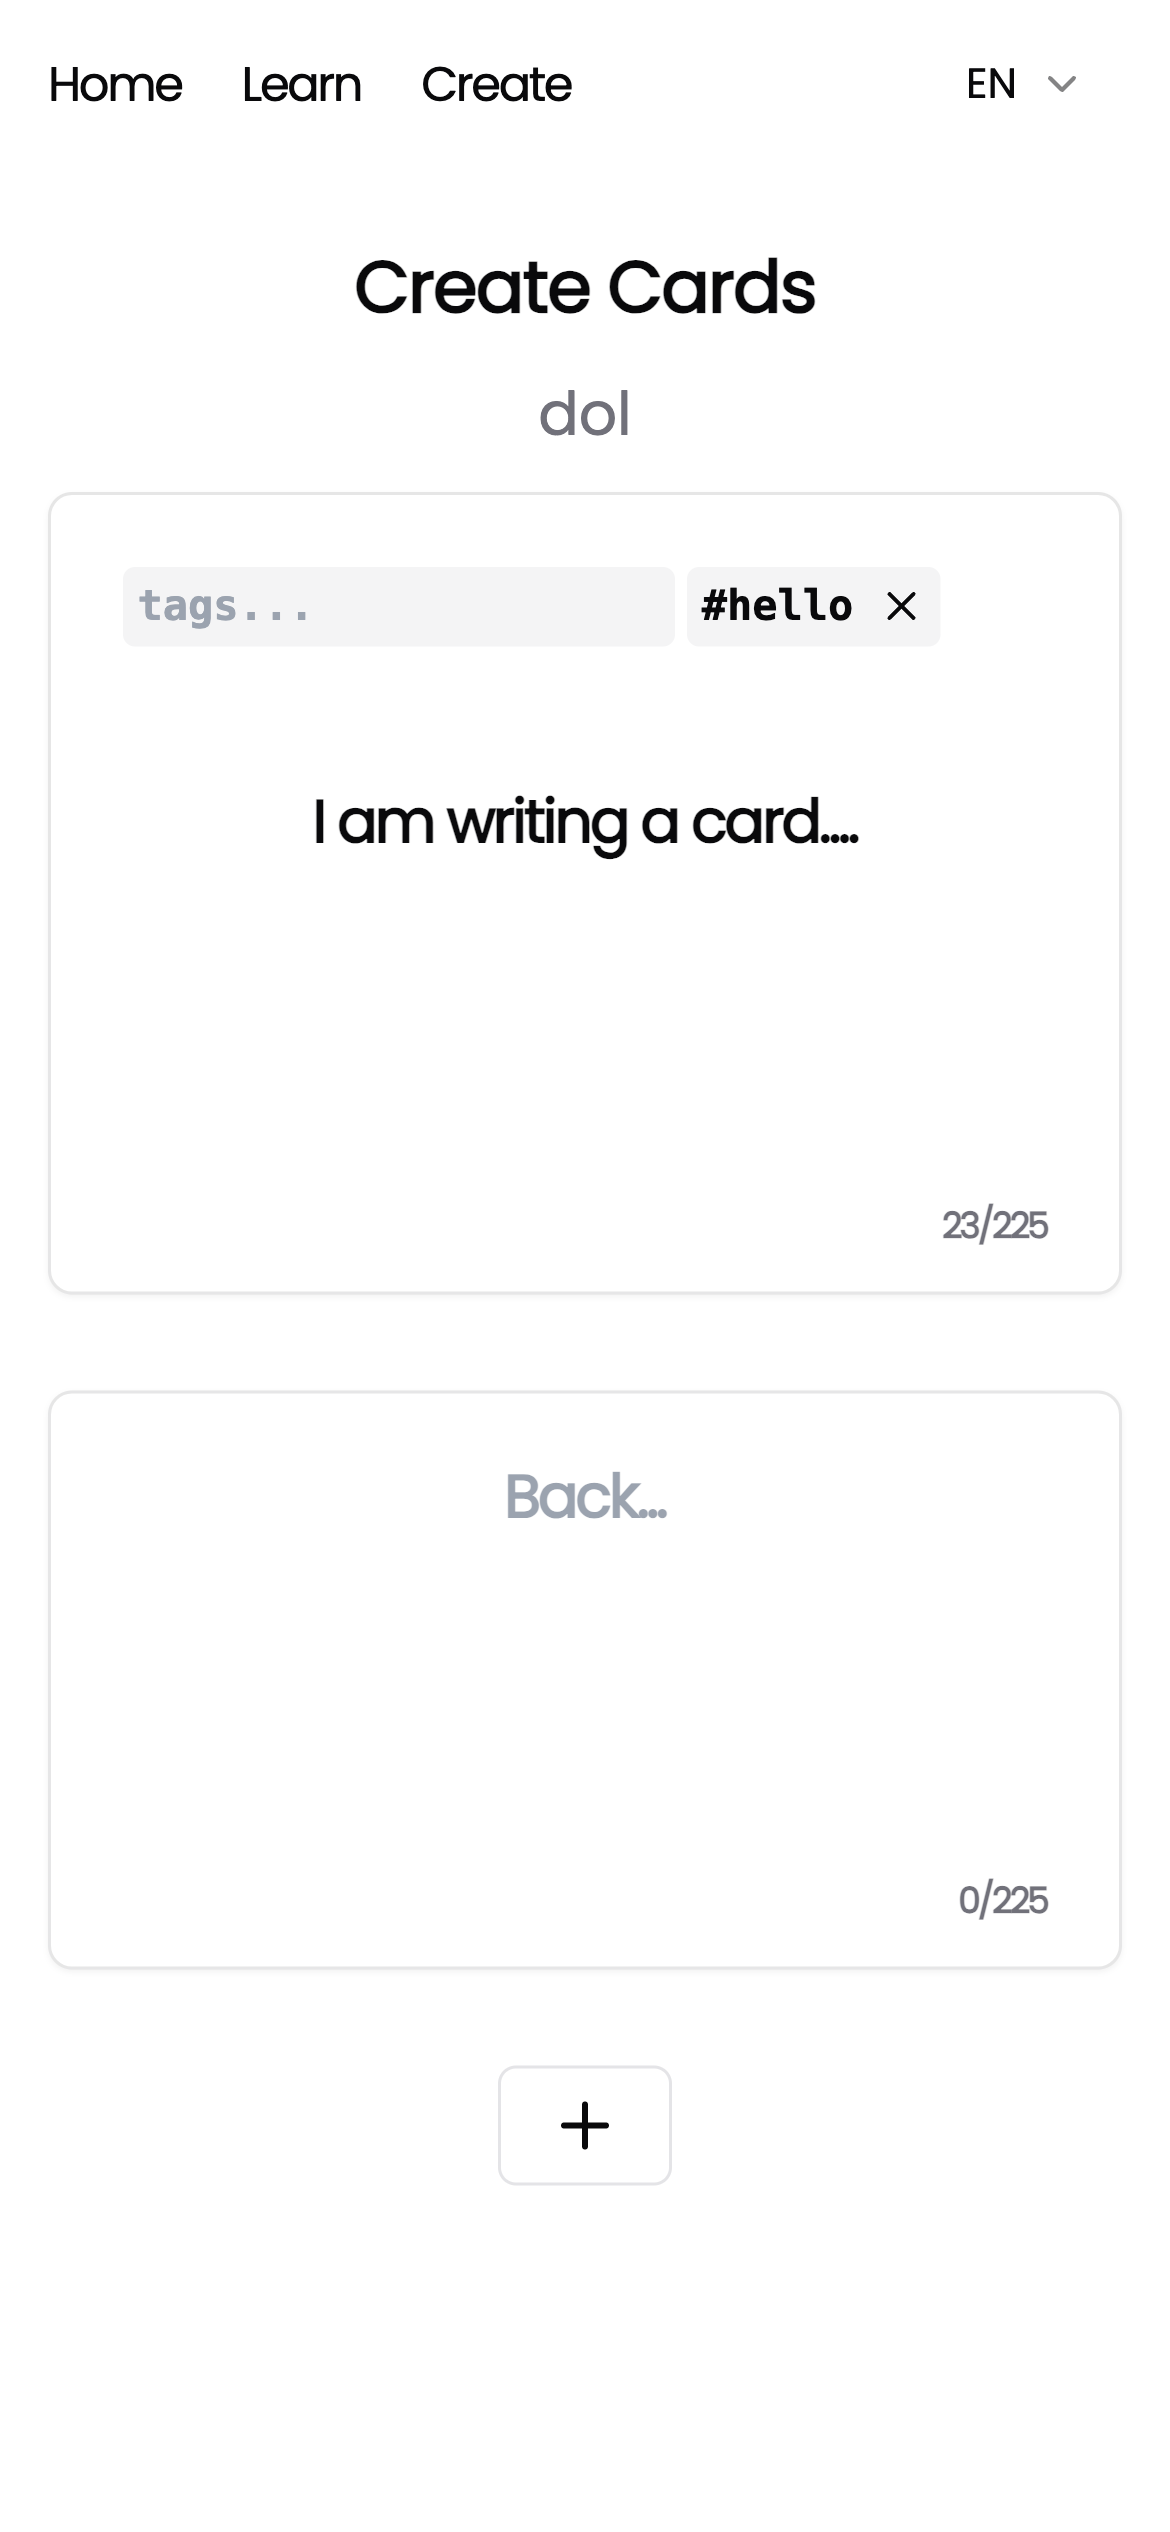 Home Learn Create EN
Create Cards
dol
tags... #hello
I am writing a card....
23/225
Back...
0/225